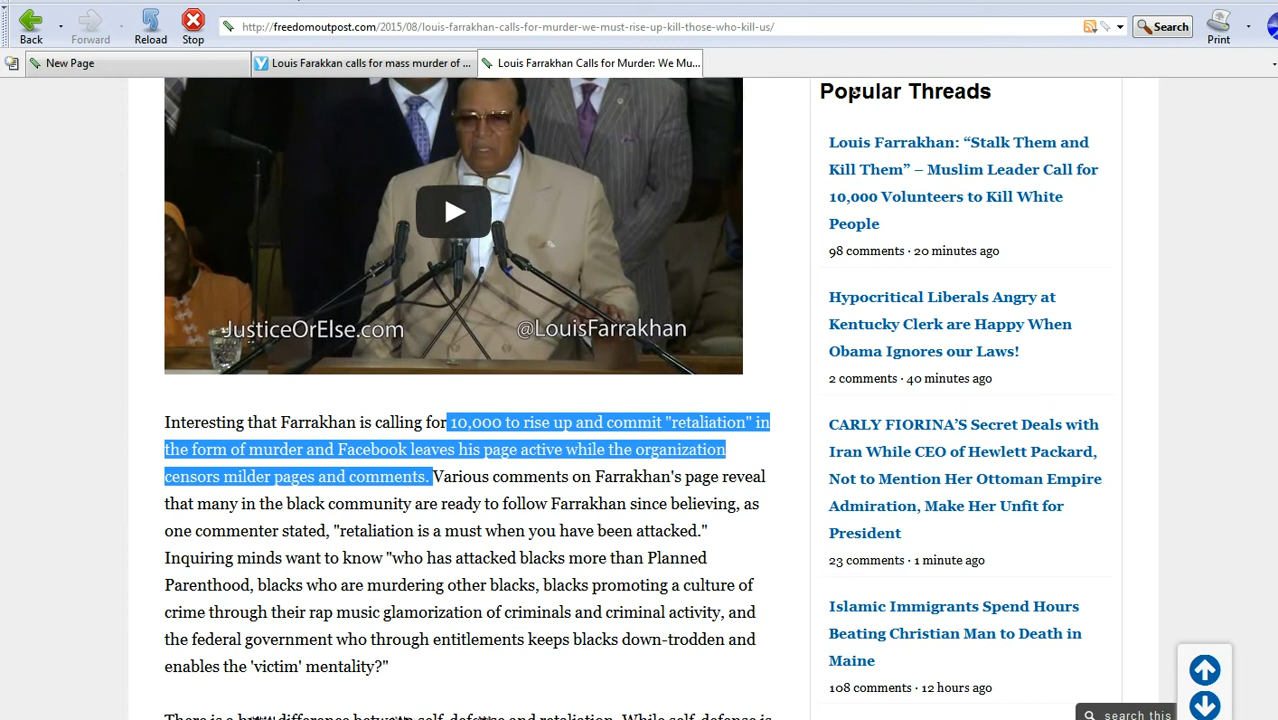 Back
Forward
Reload
Stop
http://freedomoutpost.com/2015/08/louis-farrakhan-calls-for-murder-we-must-rise-up-kill-those-who-kill-us/
Search
Print
New Page
Louis Farakkan calls for mass murder of ...
Louis Farrakhan Calls for Murder: We Mu...
JusticeOrElse.com
@LouisFarrakhan
Interesting that Farrakhan is calling for 10,000 to rise up and commit "retaliation" in
the form of murder and Facebook leaves his page active while the organization
censors milder pages and comments. Various comments on Farrakhan's page reveal
that many in the black community are ready to follow Farrakhan since believing, as
one commenter stated, "retaliation is a must when you have been attacked."
Inquiring minds want to know "who has attacked blacks more than Planned
Parenthood, blacks who are murdering other blacks, blacks promoting a culture of
crime through their rap music glamorization of criminals and criminal activity, and
the federal government who through entitlements keeps blacks down-trodden and
enables the 'victim' mentality?"
There is a difference between self-defense and retaliation. While self-defense is
Popular Threads
Louis Farrakhan: “Stalk Them and
Kill Them” – Muslim Leader Call for
10,000 Volunteers to Kill White
People
98 comments · 20 minutes ago
Hypocritical Liberals Angry at
Kentucky Clerk are Happy When
Obama Ignores our Laws!
2 comments · 40 minutes ago
CARLY FIORINA’S Secret Deals with
Iran While CEO of Hewlett Packard,
Not to Mention Her Ottoman Empire
Admiration, Make Her Unfit for
President
23 comments · 1 minute ago
Islamic Immigrants Spend Hours
Beating Christian Man to Death in
Maine
108 comments · 12 hours ago
search this